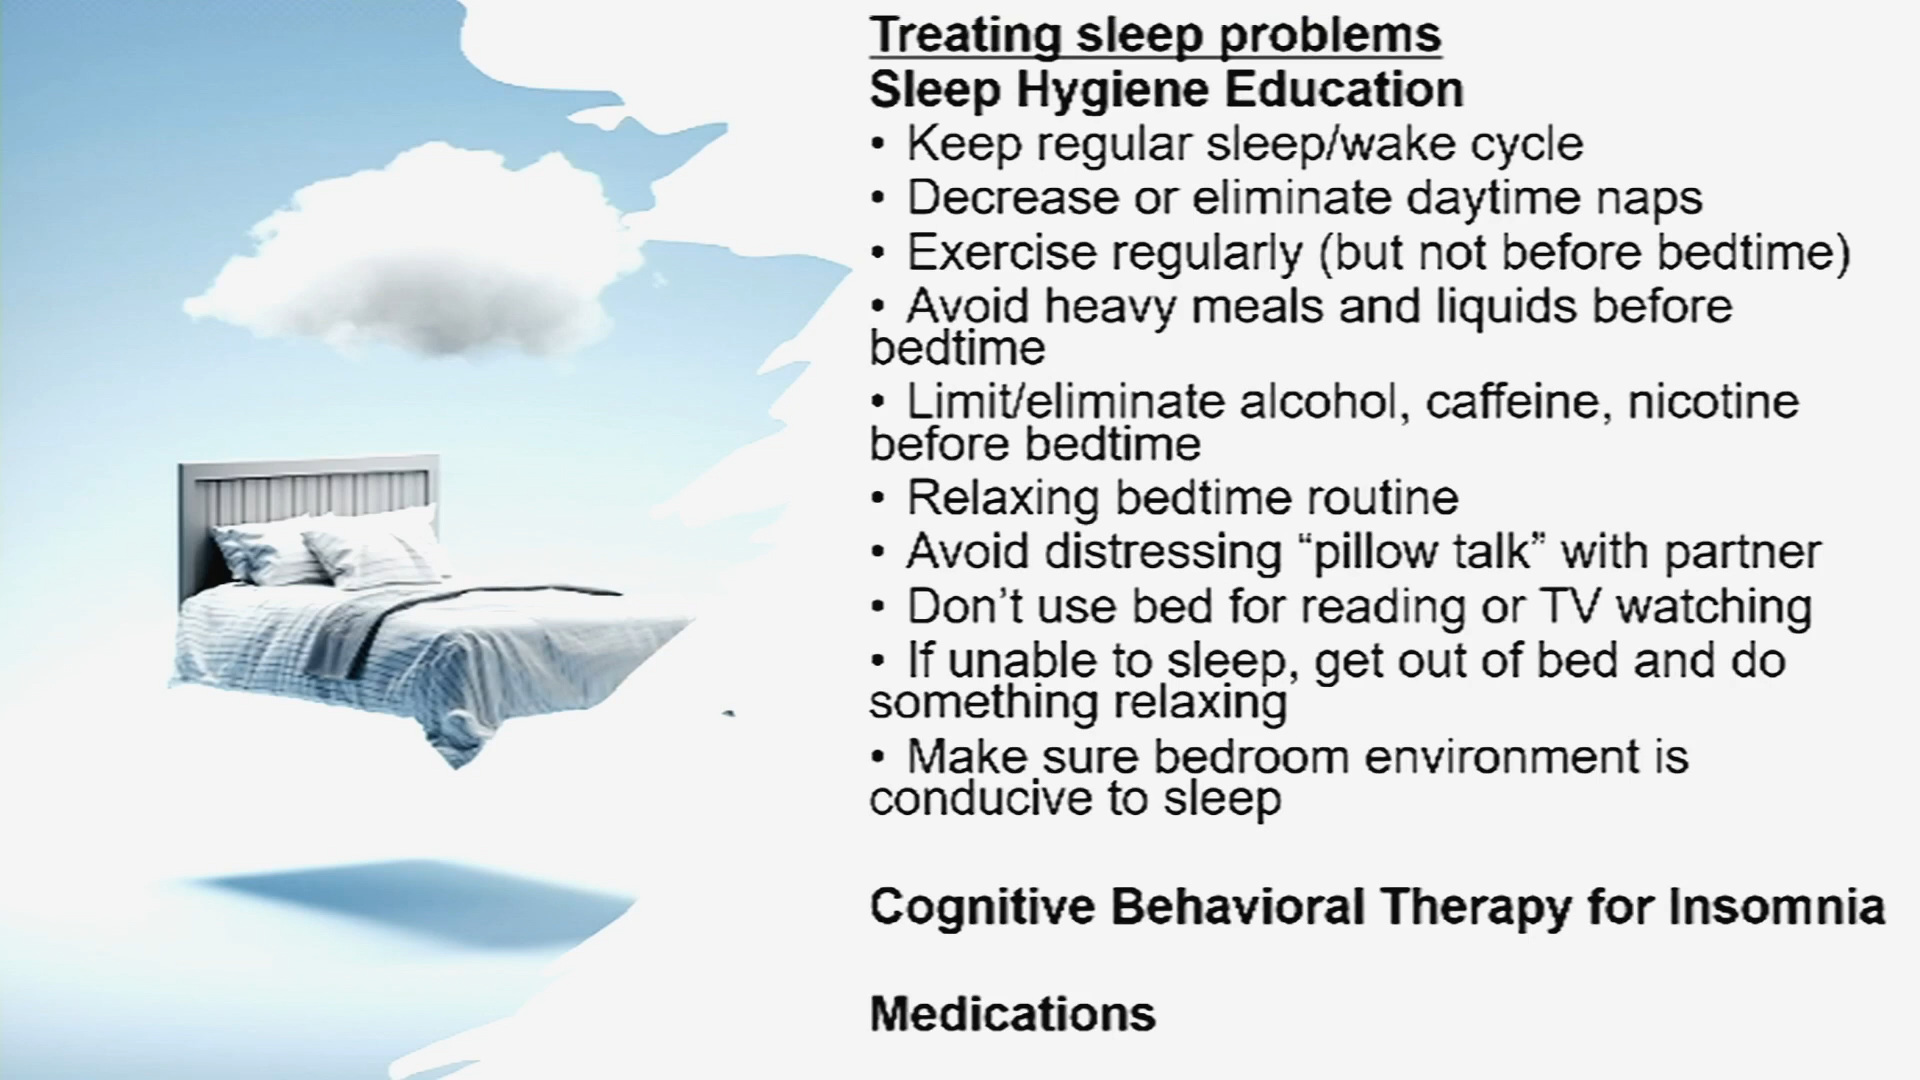 Treating sleep problems
Sleep Hygiene Education
• Keep regular sleep/wake cycle
• Decrease or eliminate daytime naps
• Exercise regularly (but not before bedtime)
• Avoid heavy meals and liquids before
bedtime
• Limit/eliminate alcohol, caffeine, nicotine
before bedtime
• Relaxing bedtime routine
• Avoid distressing “pillow talk” with partner
• Don’t use bed for reading or TV watching
• If unable to sleep, get out of bed and do
something relaxing
• Make sure bedroom environment is
conducive to sleep
Cognitive Behavioral Therapy for Insomnia
Medications